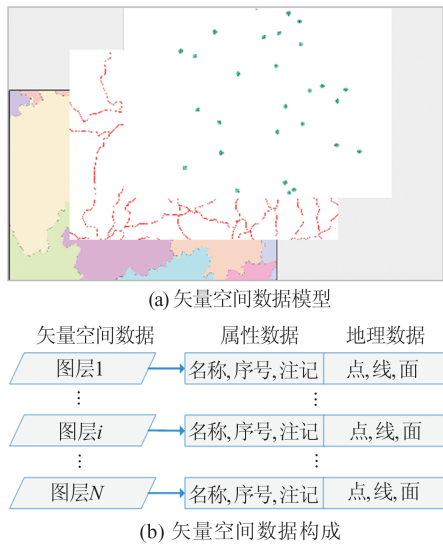 (a) 矢量空间数据模型
矢量空间数据 属性数据 地理数据
图层1 名称,序号,注记 点,线,面
⋮ ⋮
图层i 名称,序号,注记 点,线,面
⋮ ⋮
图层N 名称,序号,注记 点,线,面
(b) 矢量空间数据构成